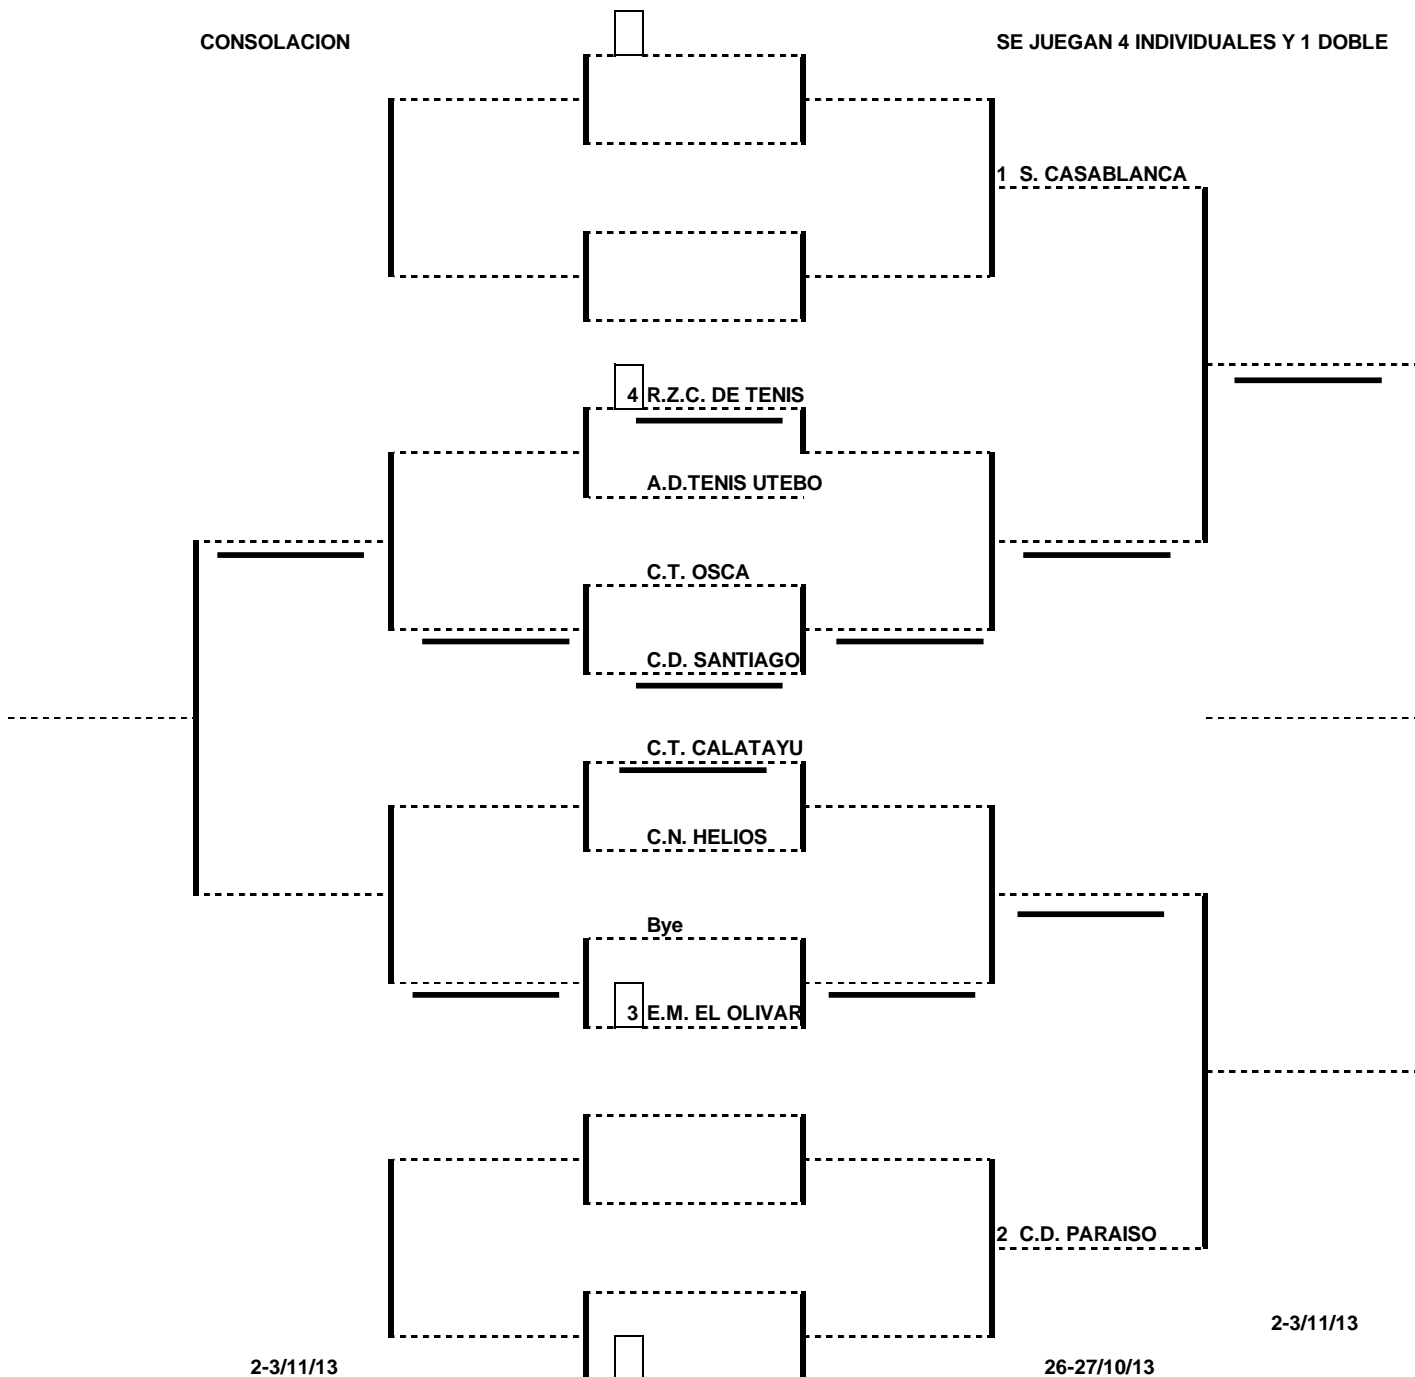 CONSOLACION
SE JUEGAN 4 INDIVIDUALES Y 1 DOBLE
1 S. CASABLANCA
4 R.Z.C. DE TENIS
A.D.TENIS UTEBO
C.T. OSCA
C.D. SANTIAGO
C.T. CALATAYU
C.N. HELIOS
Bye
3 E.M. EL OLIVAR
2 C.D. PARAISO
2-3/11/13
2-3/11/13
26-27/10/13